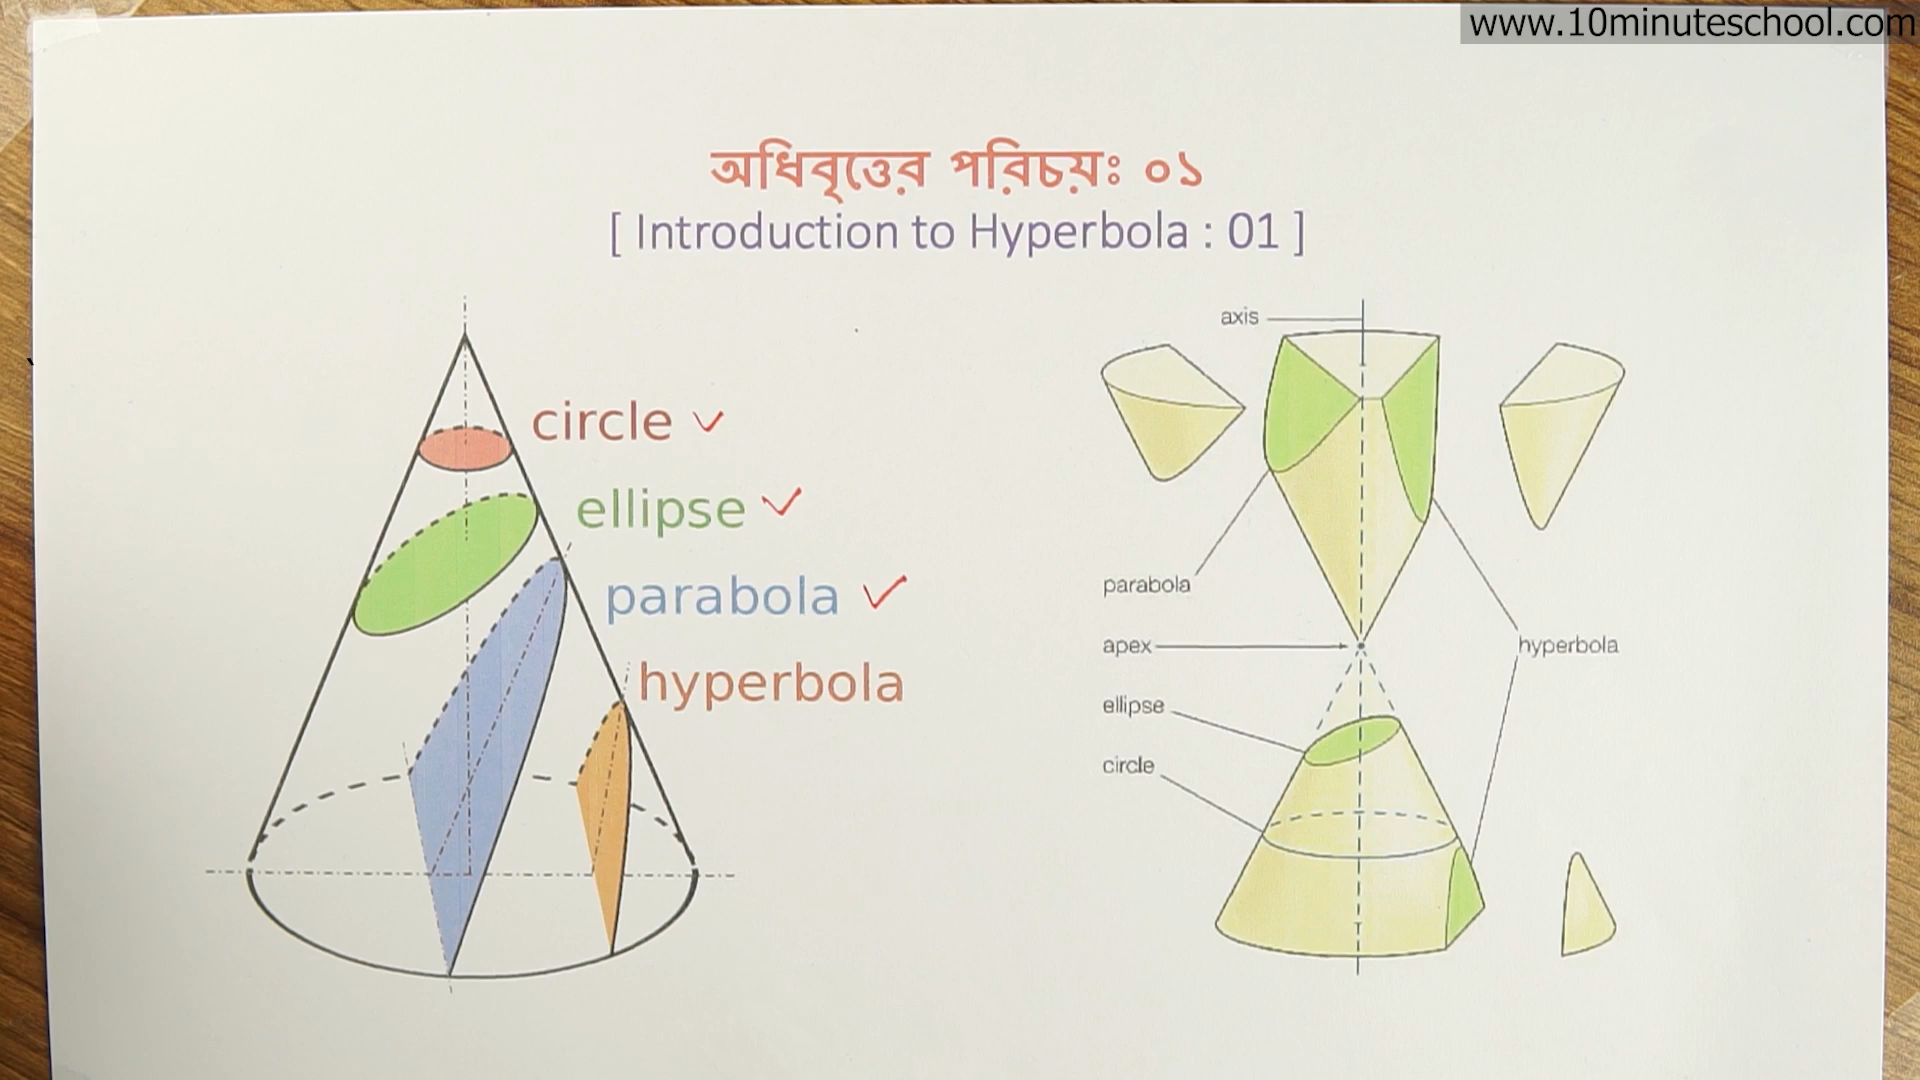 www.10minuteschool.com
অধিবৃত্তের পরিচয়ঃ ০১
[ Introduction to Hyperbola : 01 ]
circle
ellipse
parabola
hyperbola
axis
parabola
apex
hyperbola
ellipse
circle